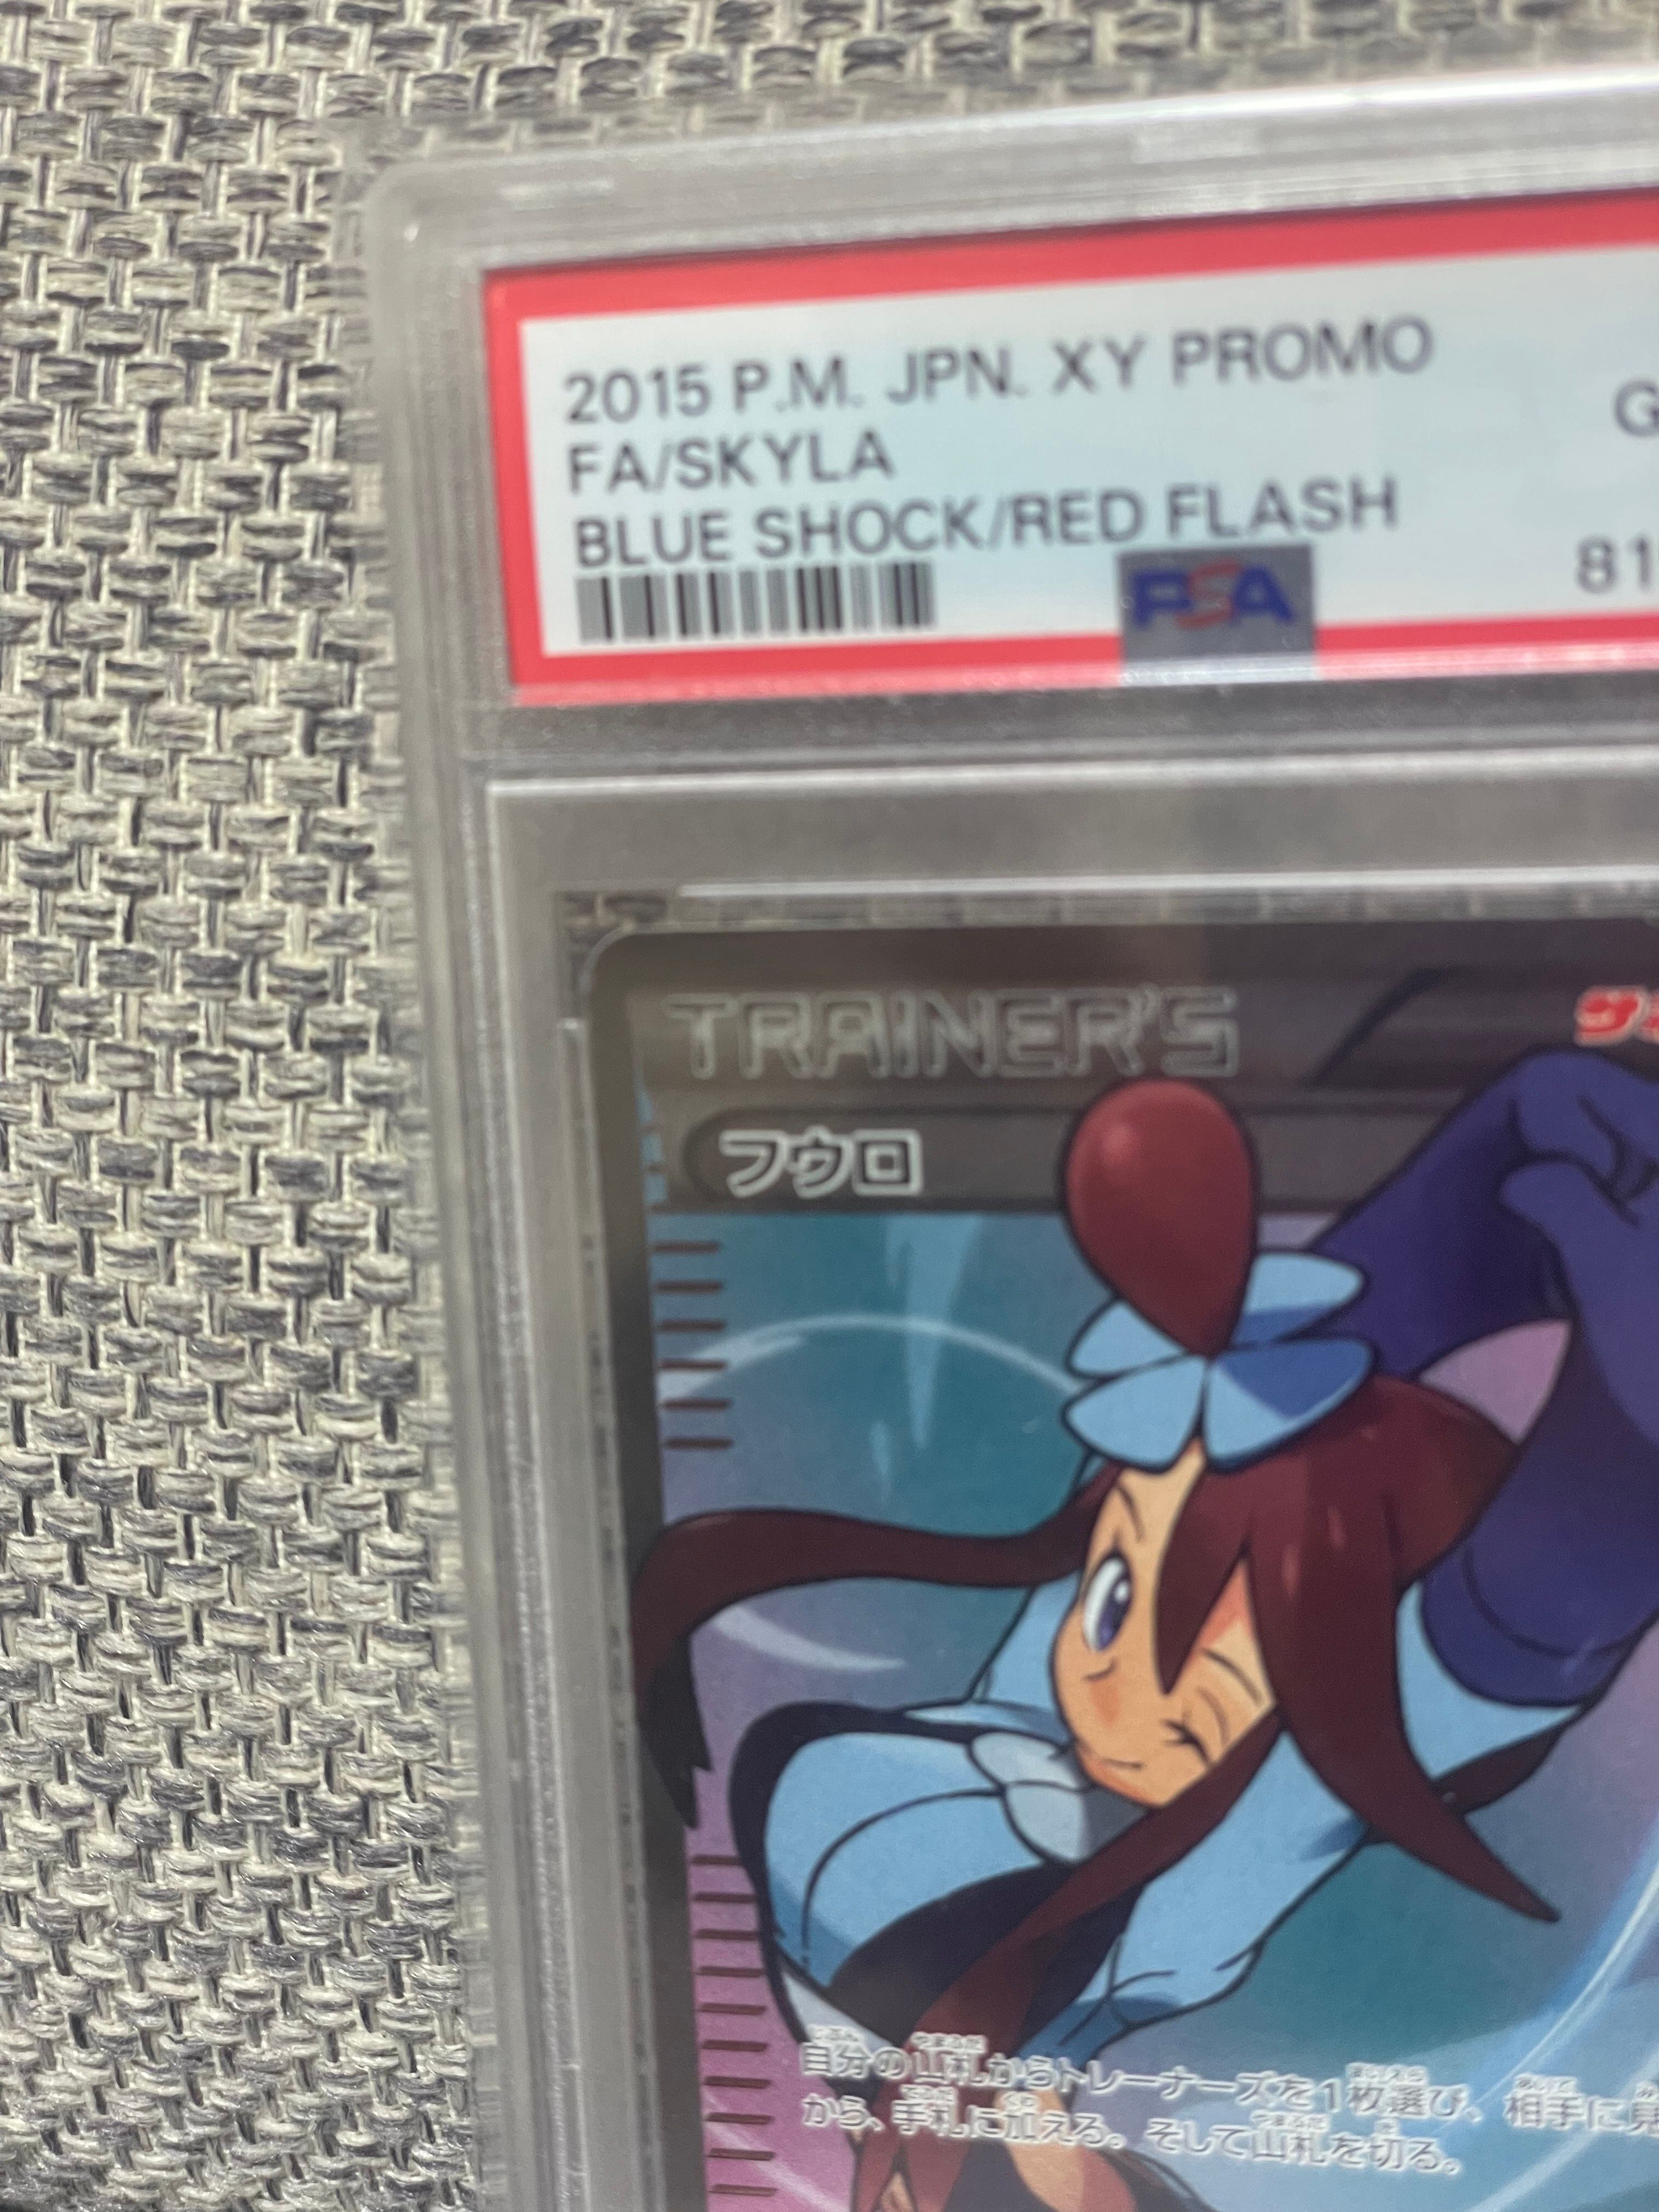 2015 P.M. JPN. XY PROMO
FA/SKYLA
G
BLUE SHOCK/RED FLASH
81
PSA
TRAINER'S
フウロ
自分の山札からトレーナーズを1枚選び、相手に見
から、手札に加える。そして山札を切る。